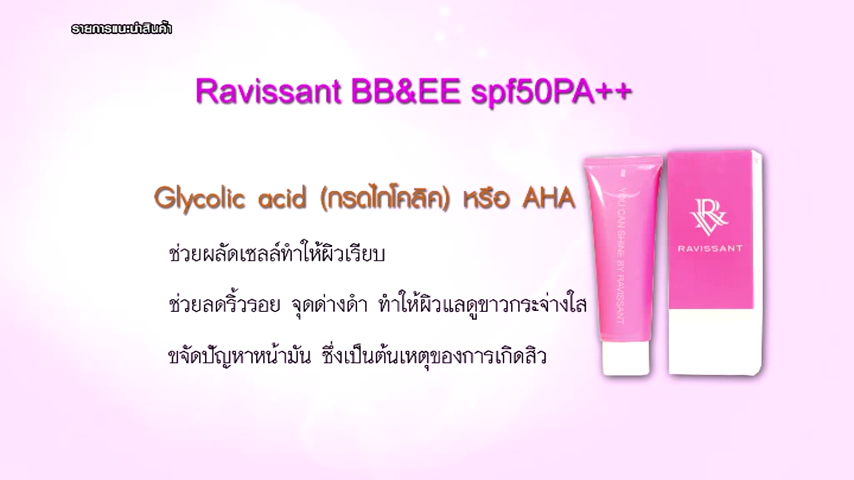 รายการแนะนำสินค้า
Ravissant BB&EE spf50PA++
Glycolic acid (กรดไกโคลิค) หรือ AHA
ช่วยผลัดเซลล์ทำให้ผิวเรียบ
ช่วยลดริ้วรอย จุดด่างดำ ทำให้ผิวแลดูขาวกระจ่างใส
ขจัดปัญหาหน้ามัน ซึ่งเป็นต้นเหตุของการเกิดสิว
YOU CAN SHINE BY RAVISSANT
RV
RAVISSANT